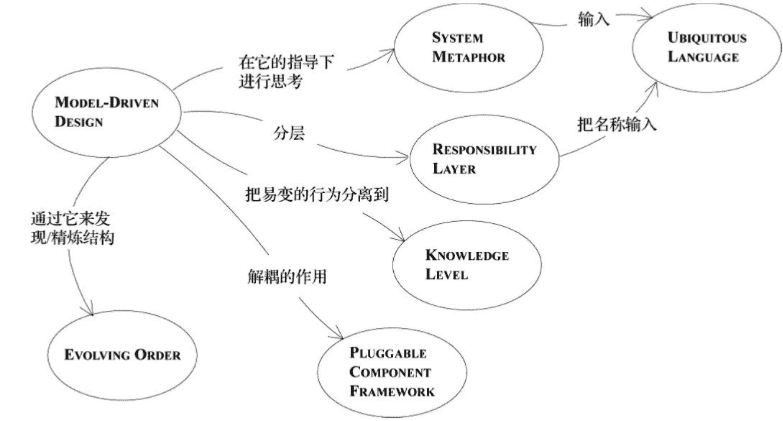 SYSTEM
METAPHOR
输入
UBIQUITOUS
LANGUAGE
在它的指导下
进行思考
MODEL-DRIVEN
DESIGN
分层
把名称输入
RESPONSIBILITY
LAYER
把易变的行为分离到
通过它来发
现/精炼结构
KNOWLEDGE
LEVEL
解耦的作用
EVOLVING ORDER
PLUGGABLE
COMPONENT
FRAMEWORK